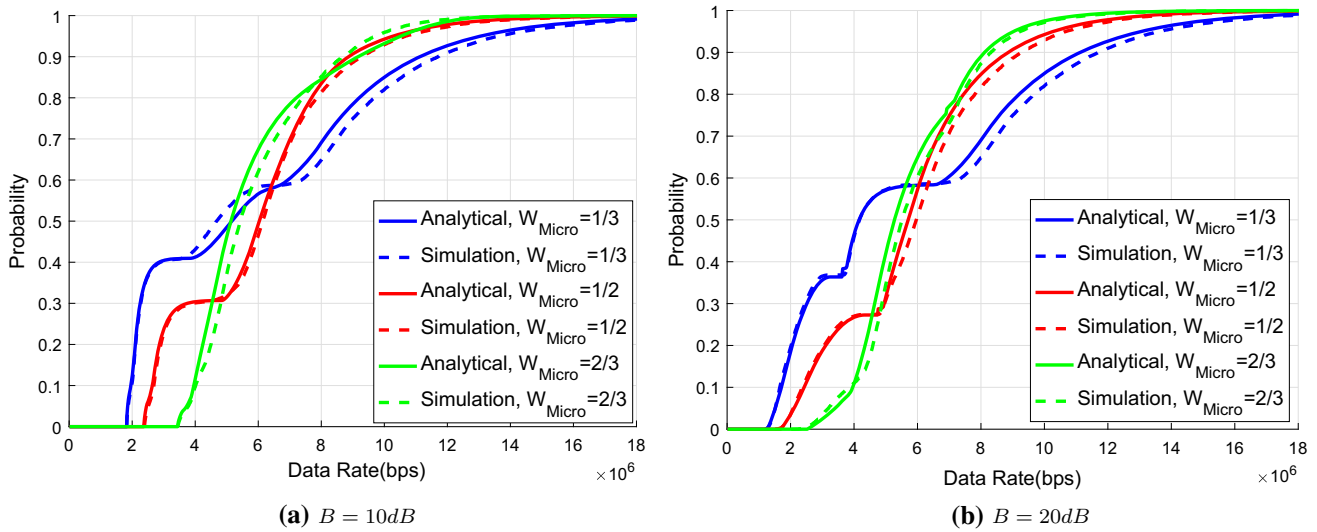 1
0.9
0.8
0.7
0.6
0.5
0.4
0.3
0.2
0.1
0
Probability
0 2 4 6 8 10 12 14 16 18
Data Rate(bps)
×10^6
Analytical, W_Micro=1/3
Simulation, W_Micro=1/3
Analytical, W_Micro=1/2
Simulation, W_Micro=1/2
Analytical, W_Micro=2/3
Simulation, W_Micro=2/3
(a) B = 10dB
1
0.9
0.8
0.7
0.6
0.5
0.4
0.3
0.2
0.1
0
Probability
0 2 4 6 8 10 12 14 16 18
Data Rate(bps)
×10^6
Analytical, W_Micro=1/3
Simulation, W_Micro=1/3
Analytical, W_Micro=1/2
Simulation, W_Micro=1/2
Analytical, W_Micro=2/3
Simulation, W_Micro=2/3
(b) B = 20dB